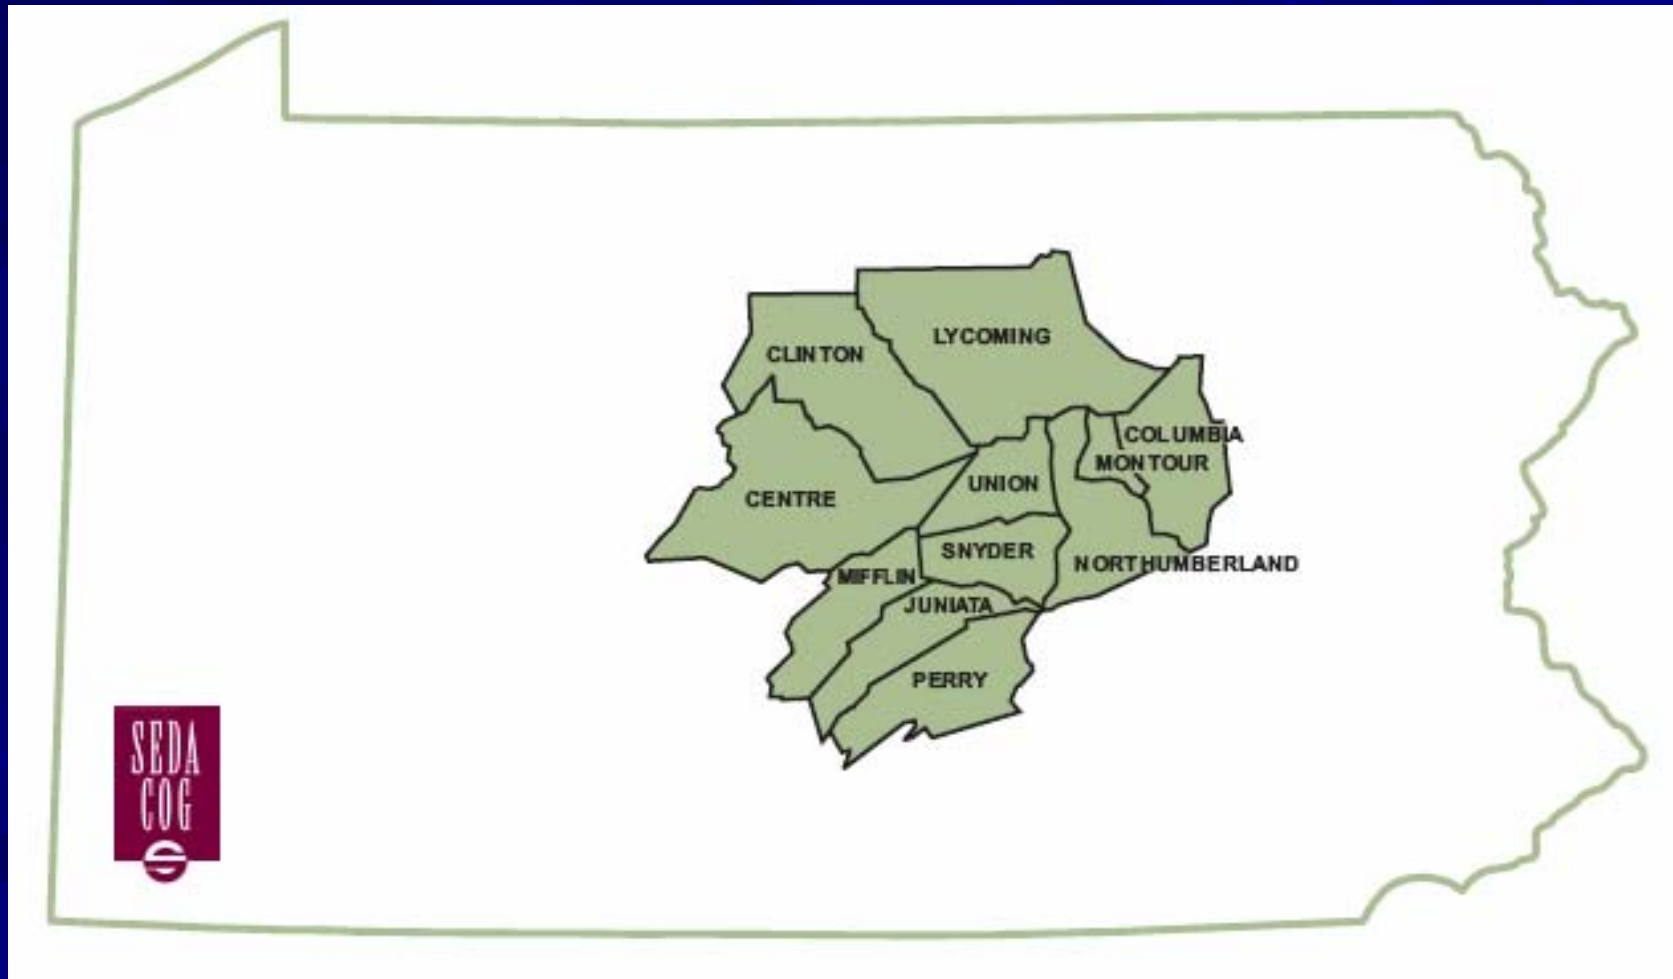 LYCOMING
CLINTON
COLUMBIA
MONTOUR
UNION
CENTRE
SNYDER
NORTHUMBERLAND
MIFFLIN
JUNIATA
PERRY
SEDA
COG